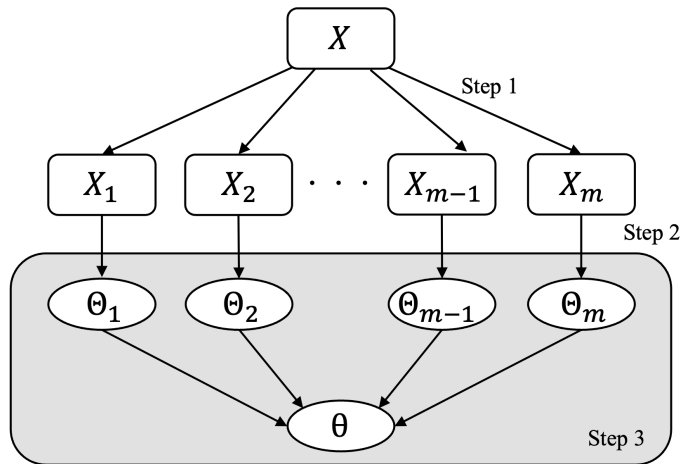 X
Step 1
X₁ X₂ · · · Xₘ₋₁ Xₘ
Step 2
Θ₁ Θ₂ Θₘ₋₁ Θₘ
θ
Step 3